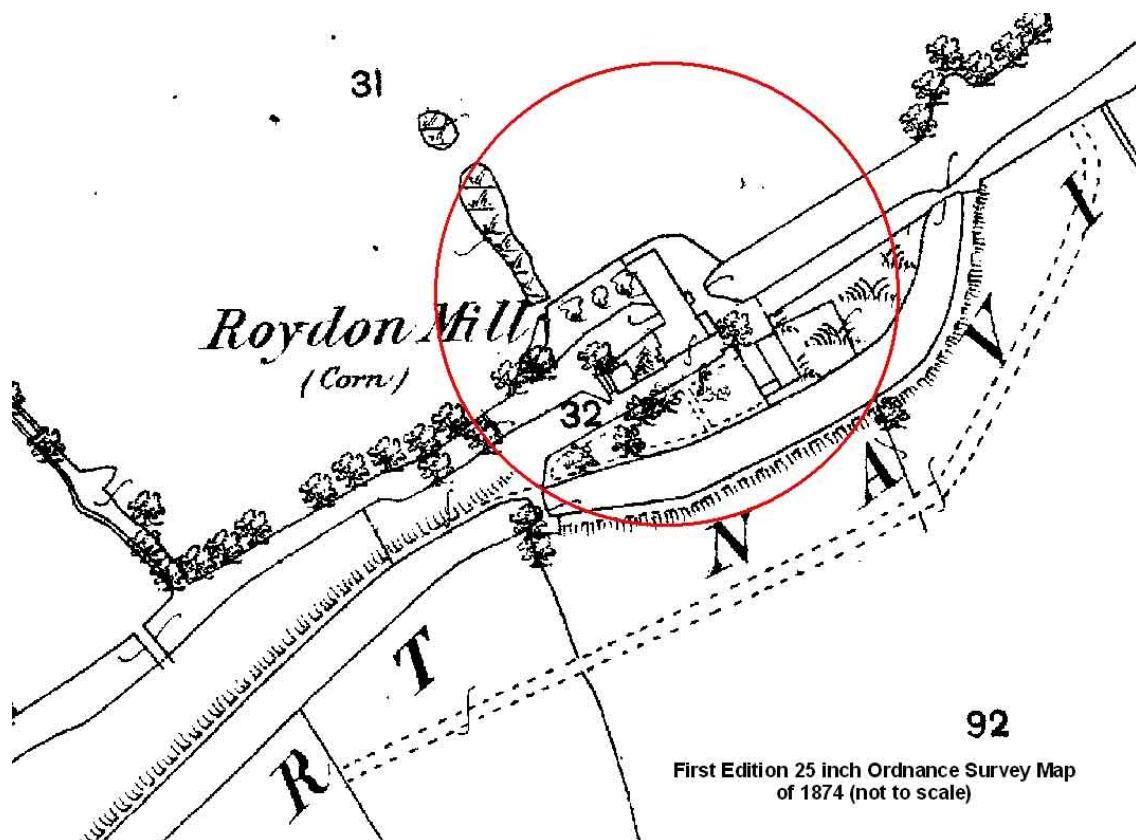 31
Roydon Mill
(Corn)
32
R T N A V I
92
First Edition 25 inch Ordnance Survey Map
of 1874 (not to scale)